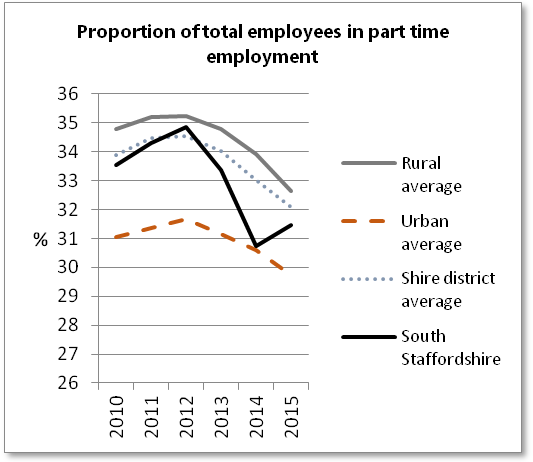 Proportion of total employees in part time
employment
36
35
34
33
32
31
30
29
28
27
26
%
2010
2011
2012
2013
2014
2015
Rural
average
Urban
average
Shire district
average
South
Staffordshire